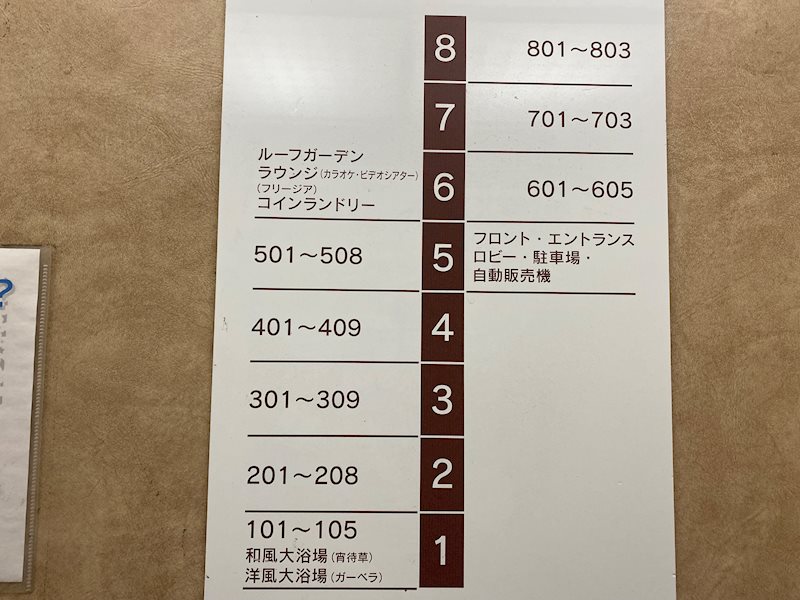 8
801～803
7
701～703
ルーフガーデン
ラウンジ(カラオケ・ビデオシアター)
(フリージア)
コインランドリー
6
601～605
501～508
5
フロント・エントランス
ロビー・駐車場・
自動販売機
401～409
4
301～309
3
201～208
2
101～105
和風大浴場(宵待草)
洋風大浴場(ガーベラ)
1
?